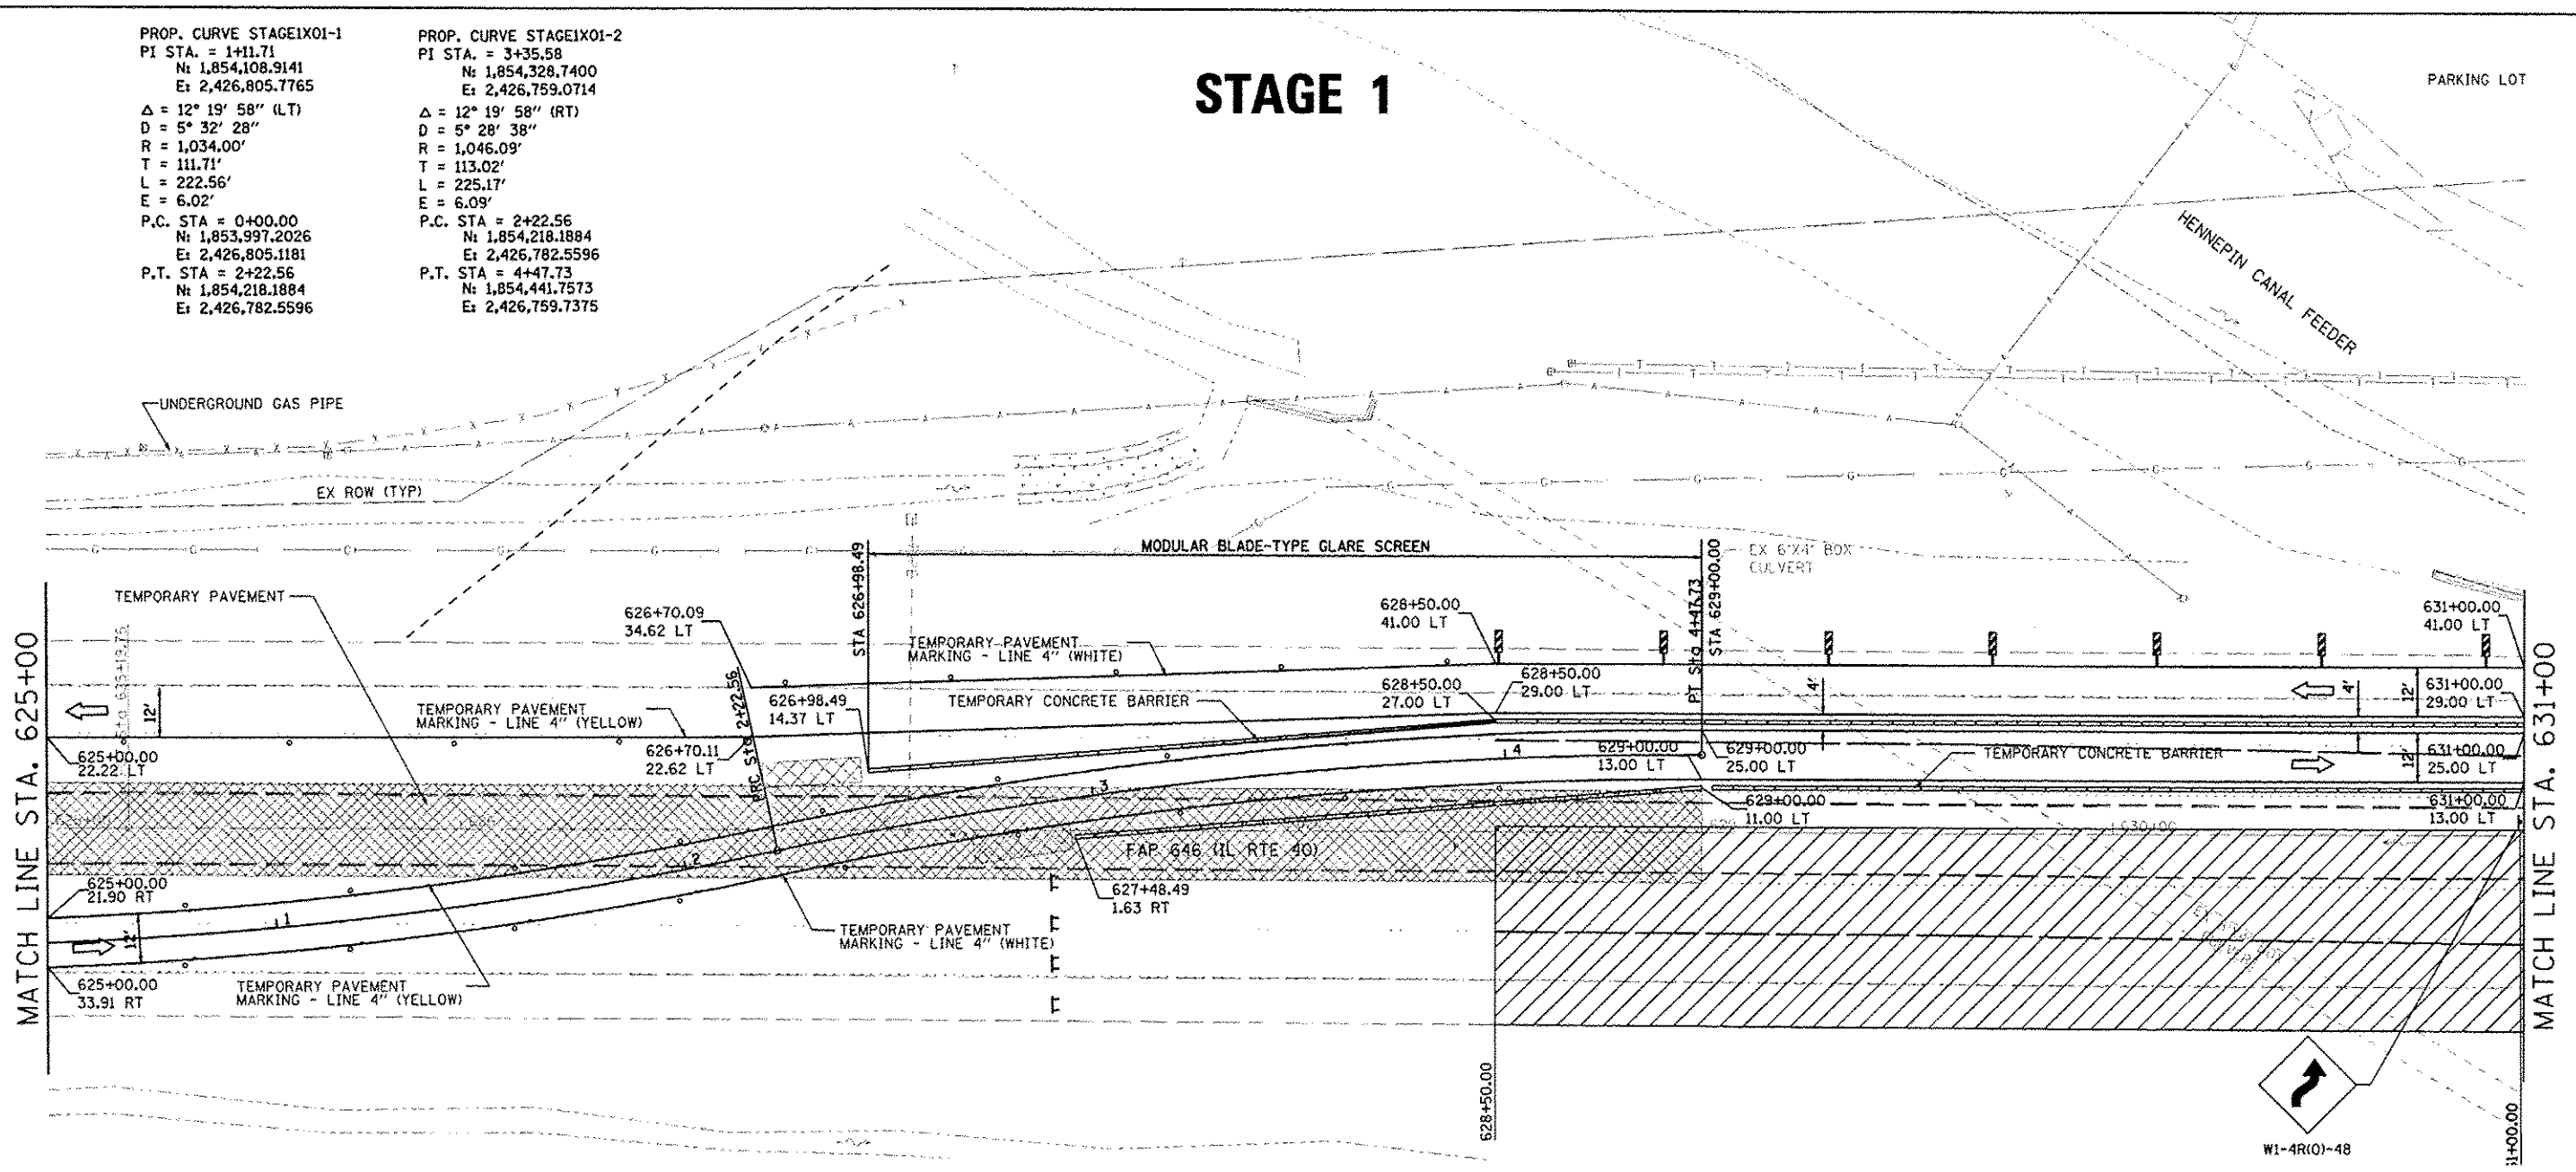 PROP. CURVE STAGE1X01-1
PI STA. = 1+11.71
N: 1,854,108.9141
E: 2,426,805.7765
Δ = 12° 19' 58" (LT)
D = 5° 32' 28"
R = 1,034.00'
T = 111.71'
L = 222.56'
E = 6.02'
P.C. STA = 0+00.00
N: 1,853,997.2026
E: 2,426,805.1181
P.T. STA = 2+22.56
N: 1,854,218.1884
E: 2,426,782.5596
PROP. CURVE STAGE1X01-2
PI STA. = 3+35.58
N: 1,854,328.7400
E: 2,426,759.0714
Δ = 12° 19' 58" (RT)
D = 5° 28' 38"
R = 1,046.09'
T = 113.02'
L = 225.17'
E = 6.09'
P.C. STA = 2+22.56
N: 1,854,218.1884
E: 2,426,782.5596
P.T. STA = 4+47.73
N: 1,854,441.7573
E: 2,426,759.7375
STAGE 1
PARKING LOT
HENNEPIN CANAL FEEDER
UNDERGROUND GAS PIPE
EX ROW (TYP)
MODULAR BLADE-TYPE GLARE SCREEN
EX 6'X4' BOX
CULVERT
STA 626+98.49
PT Sta 4+47.73
STA 629+00.00
TEMPORARY PAVEMENT
626+70.09
34.62 LT
TEMPORARY PAVEMENT
MARKING - LINE 4" (WHITE)
628+50.00
41.00 LT
631+00.00
41.00 LT
MATCH LINE STA. 625+00
MATCH LINE STA. 631+00
12'
TEMPORARY PAVEMENT
MARKING - LINE 4" (YELLOW)
PRC Sta 2+22.56
626+98.49
14.37 LT
TEMPORARY CONCRETE BARRIER
628+50.00
27.00 LT
628+50.00
29.00 LT
4'
4'
12'
631+00.00
29.00 LT
625+00.00
22.22 LT
626+70.11
22.62 LT
629+00.00
13.00 LT
629+00.00
25.00 LT
TEMPORARY CONCRETE BARRIER
12'
631+00.00
25.00 LT
629+00.00
11.00 LT
631+00.00
13.00 LT
630+00
1
2
3
4
FAP 646 (IL RTE 40)
625+00.00
21.90 RT
627+48.49
1.63 RT
12'
TEMPORARY PAVEMENT
MARKING - LINE 4" (WHITE)
625+00.00
33.91 RT
TEMPORARY PAVEMENT
MARKING - LINE 4" (YELLOW)
628+50.00
W1-4R(O)-48
31+00.00